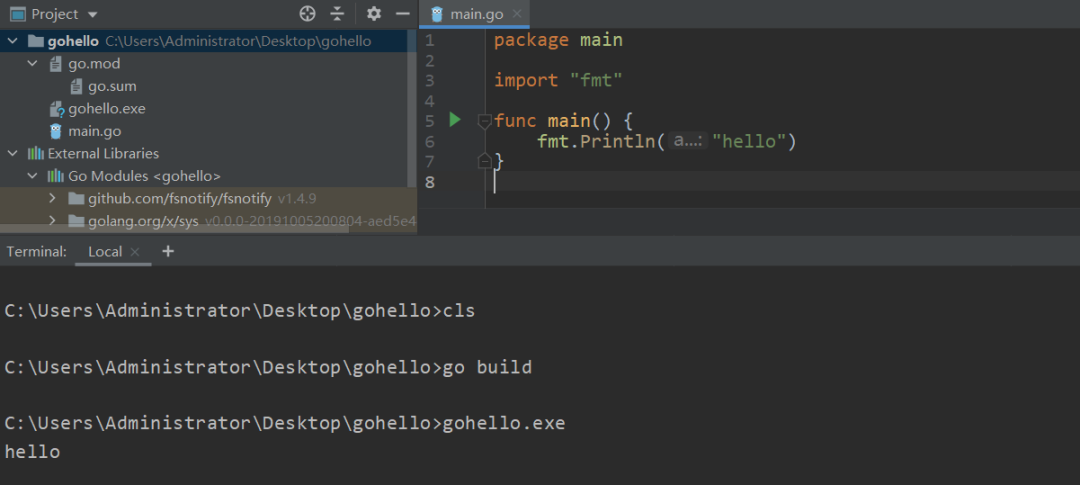 Project
gohello C:\Users\Administrator\Desktop\gohello
go.mod
go.sum
gohello.exe
main.go
External Libraries
Go Modules <gohello>
github.com/fsnotify/fsnotify v1.4.9
golang.org/x/sys v0.0.0-20191005200804-aed5e4
main.go
1 package main
2
3 import "fmt"
4
5 func main() {
6 fmt.Println( a...: "hello")
7 }
8
Terminal: Local +
C:\Users\Administrator\Desktop\gohello>cls
C:\Users\Administrator\Desktop\gohello>go build
C:\Users\Administrator\Desktop\gohello>gohello.exe
hello